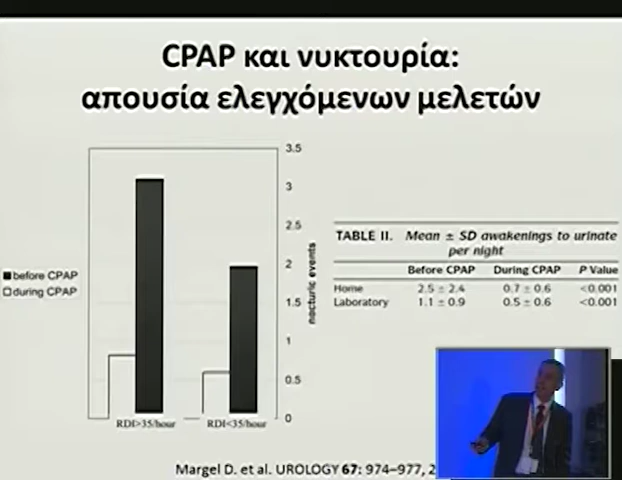 CPAP και νυκτουρία:
απουσία ελεγχόμενων μελετών
3.5
3
2.5
2
1.5
1
0.5
0
nocturic events
before CPAP
during CPAP
RDI>35/hour RDI<35/hour
TABLE II. Mean ± SD awakenings to urinate
per night
Before CPAP During CPAP P Value
Home 2.5 ± 2.4 0.7 ± 0.6 <0.001
Laboratory 1.1 ± 0.9 0.5 ± 0.6 <0.001
Margel D. et al. UROLOGY 67: 974–977, 2